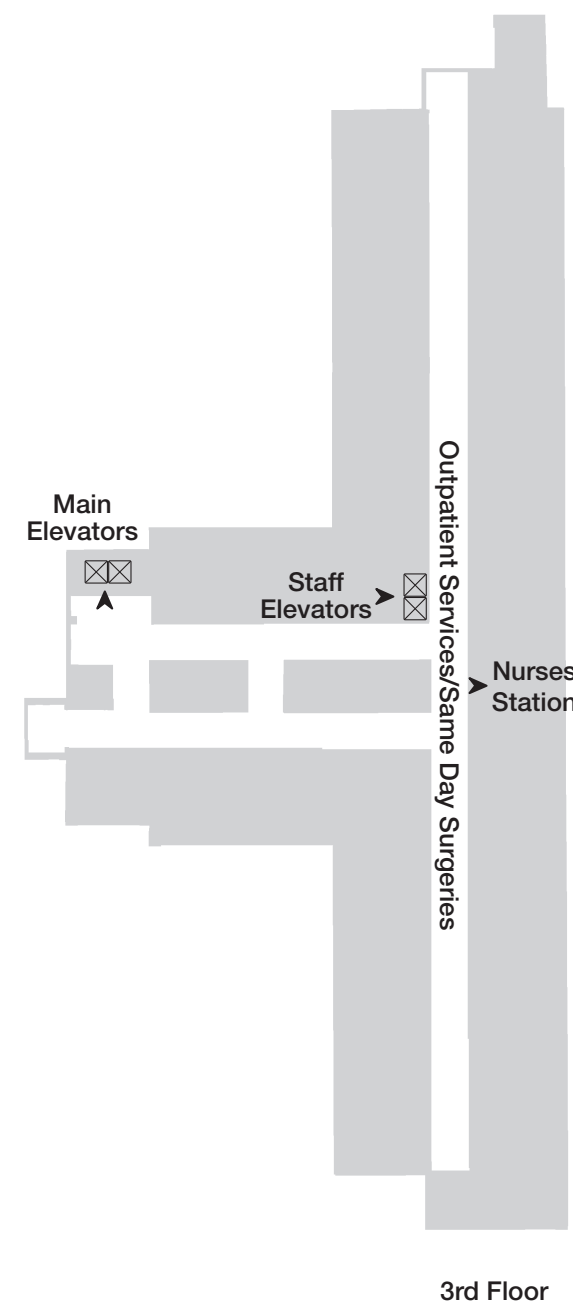 Main
Elevators
Staff
Elevators
Outpatient Services/Same Day Surgeries
Nurses
Station
3rd Floor